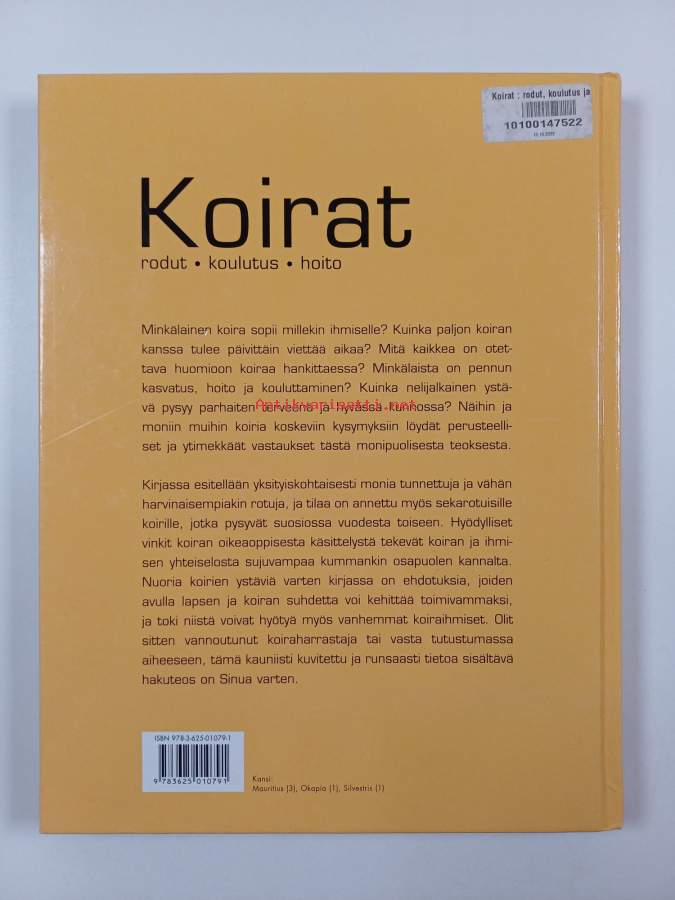 Koirat ; rodut, koulutus ja
10100147522
Koirat
rodut • koulutus • hoito
Minkälainen koira sopii millekin ihmiselle? Kuinka paljon koiran
kanssa tulee päivittäin viettää aikaa? Mitä kaikkea on otet-
tava huomioon koiraa hankittaessa? Minkälaista on pennun
kasvatus, hoito ja kouluttaminen? Kuinka nelijalkainen ystä-
vä pysyy parhaiten terveenä ja hyvässä kunnossa? Näihin ja
Antikvariaatti.net
moniin muihin koiria koskeviin kysymyksiin löydät perusteelli-
set ja ytimekkäät vastaukset tästä monipuolisesta teoksesta.
Kirjassa esitellään yksityiskohtaisesti monia tunnettuja ja vähän
harvinaisempiakin rotuja, ja tilaa on annettu myös sekarotuisille
koirille, jotka pysyvät suosiossa vuodesta toiseen. Hyödylliset
vinkit koiran oikeaoppisesta käsittelystä tekevät koiran ja ihmi-
sen yhteiselosta sujuvampaa kummankin osapuolen kannalta.
Nuoria koirien ystäviä varten kirjassa on ehdotuksia, joiden
avulla lapsen ja koiran suhdetta voi kehittää toimivammaksi,
ja toki niistä voivat hyötyä myös vanhemmat koiraihmiset. Olit
sitten vannoutunut koiraharrastaja tai vasta tutustumassa
aiheeseen, tämä kauniisti kuvitettu ja runsaasti tietoa sisältävä
hakuteos on Sinua varten.
ISBN 978-3-625-01079-1
9 783625 010791
Kansi:
Mauritius (3), Okapia (1), Silvestris (1)